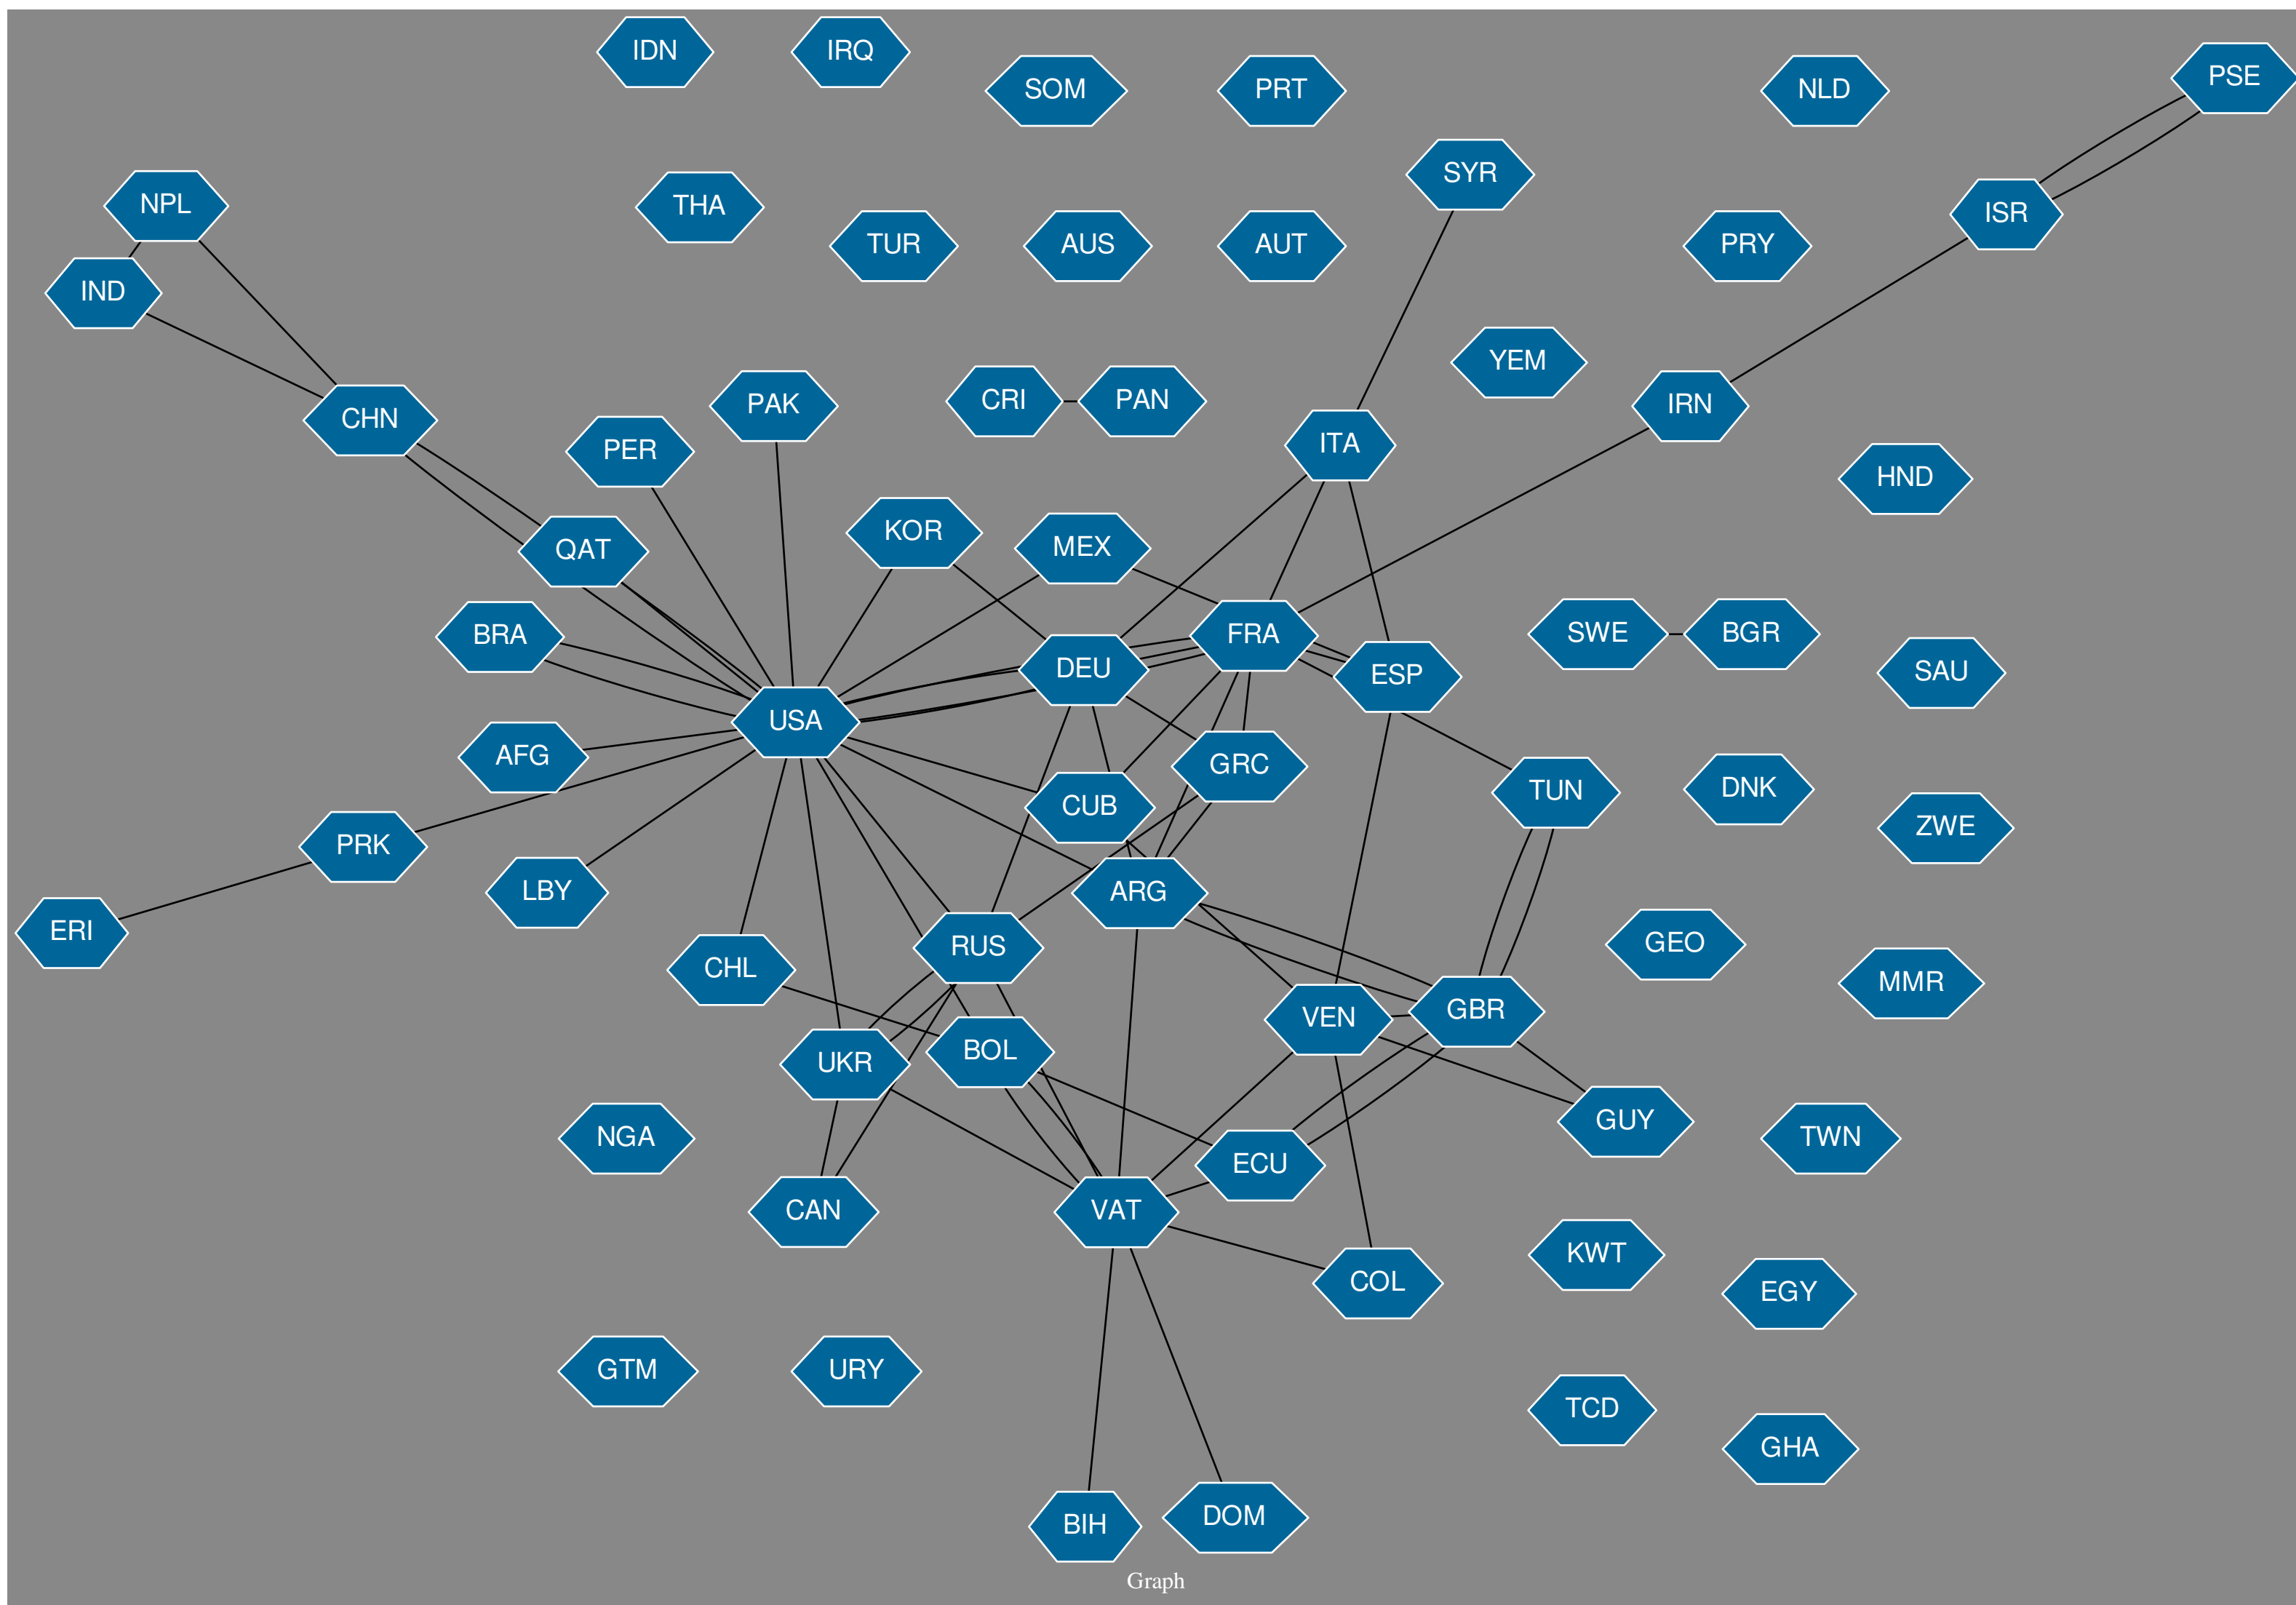 IDN
IRQ
SOM
PRT
NLD
PSE
SYR
NPL
THA
ISR
TUR
AUS
AUT
PRY
IND
YEM
PAK
CRI
PAN
IRN
CHN
ITA
PER
HND
KOR
MEX
QAT
BRA
FRA
SWE
BGR
DEU
ESP
SAU
USA
AFG
GRC
TUN
DNK
CUB
ZWE
PRK
LBY
ARG
ERI
RUS
GEO
CHL
MMR
VEN
GBR
UKR
BOL
GUY
NGA
TWN
ECU
CAN
VAT
KWT
COL
EGY
GTM
URY
TCD
GHA
DOM
BIH
Graph